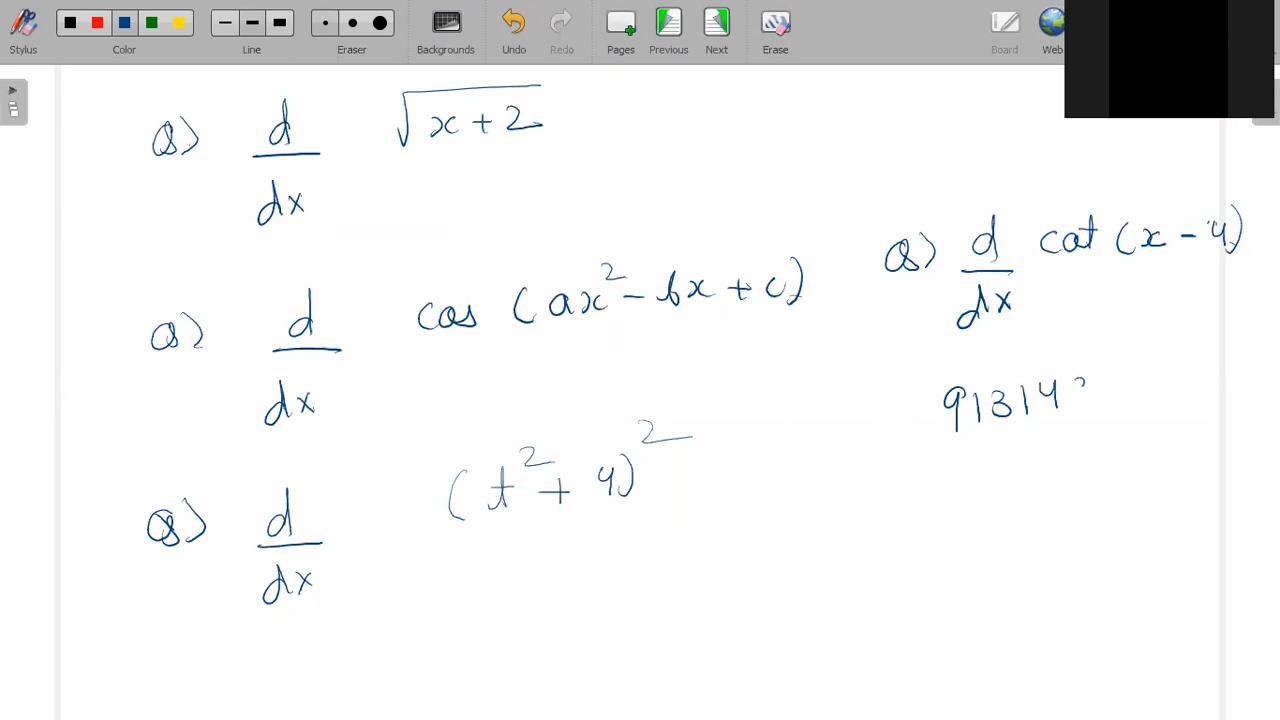 Stylus Color Line Eraser Backgrounds Undo Redo Pages Previous Next Erase Board Web
Q) d/dx √x+2
Q) d/dx cot (x - 4)
Q) d/dx cos (ax² - bx + c)
91314
Q) d/dx (t² + 4)²